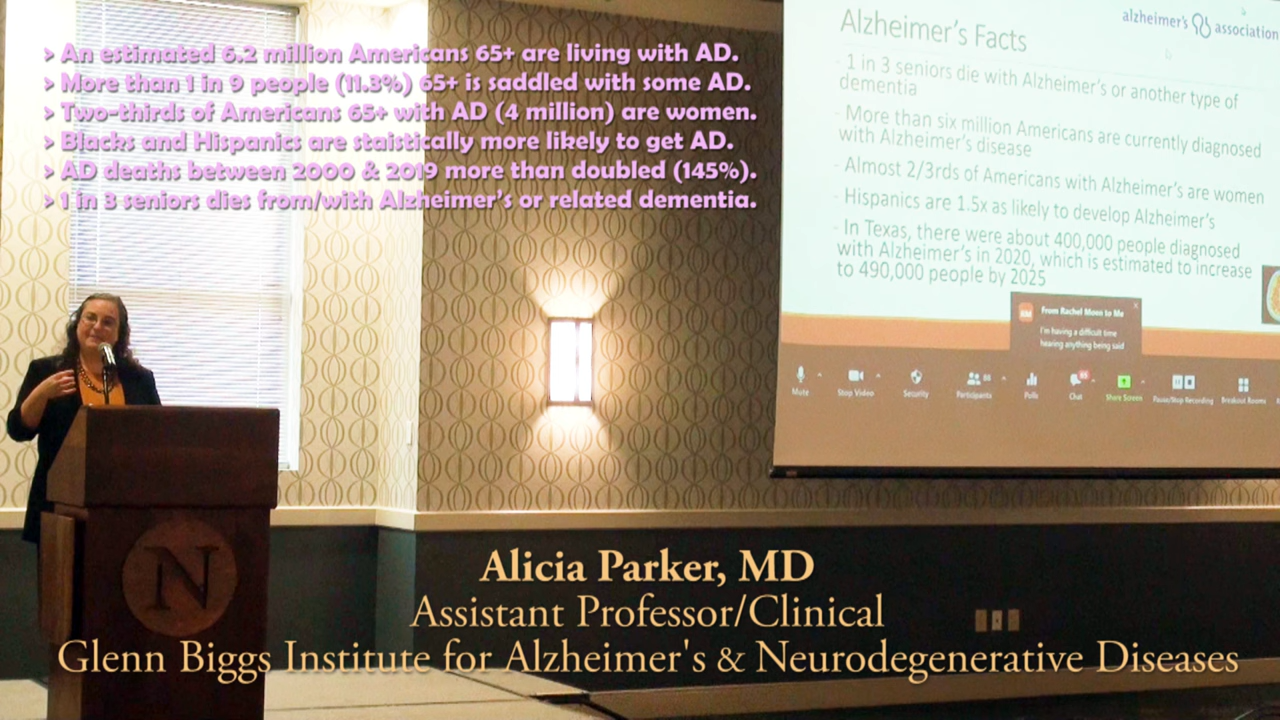 > An estimated 6.2 million Americans 65+ are living with AD.
> More than 1 in 9 people (11.3%) 65+ is saddled with some AD.
> Two-thirds of Americans 65+ with AD (4 million) are women.
> Blacks and Hispanics are staistically more likely to get AD.
> AD deaths between 2000 & 2019 more than doubled (145%).
> 1 in 3 seniors dies from/with Alzheimer's or related dementia.
alzheimer's association
Alzheimer's Facts
- 1 in 3 seniors die with Alzheimer's or another type of
dementia
- More than six million Americans are currently diagnosed
with Alzheimer's disease
- Almost 2/3rds of Americans with Alzheimer's are women
- Hispanics are 1.5x as likely to develop Alzheimer's
- In Texas, there were about 400,000 people diagnosed
with Alzheimer's in 2020, which is estimated to increase
to 490,000 people by 2025
RM
From Rachel Moon to Me
I'm having a difficult time
hearing anything being said
Mute
Stop Video
Security
Participants
Polls
Chat
Share Screen
Pause/Stop Recording
Breakout Rooms
N
Alicia Parker, MD
Assistant Professor/Clinical
Glenn Biggs Institute for Alzheimer's & Neurodegenerative Diseases